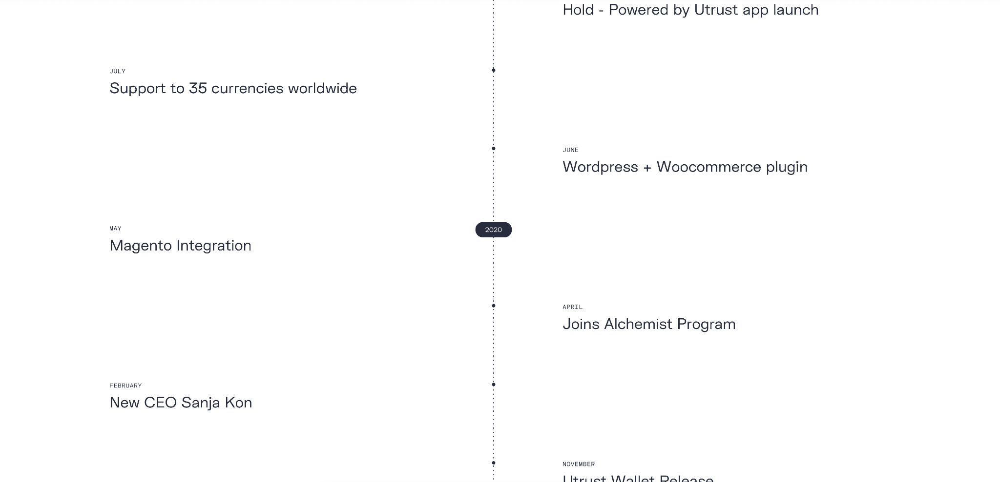 Hold - Powered by Utrust app launch
JULY
Support to 35 currencies worldwide
JUNE
Wordpress + Woocommerce plugin
MAY
2020
Magento Integration
APRIL
Joins Alchemist Program
FEBRUARY
New CEO Sanja Kon
NOVEMBER
Utrust Wallet Release